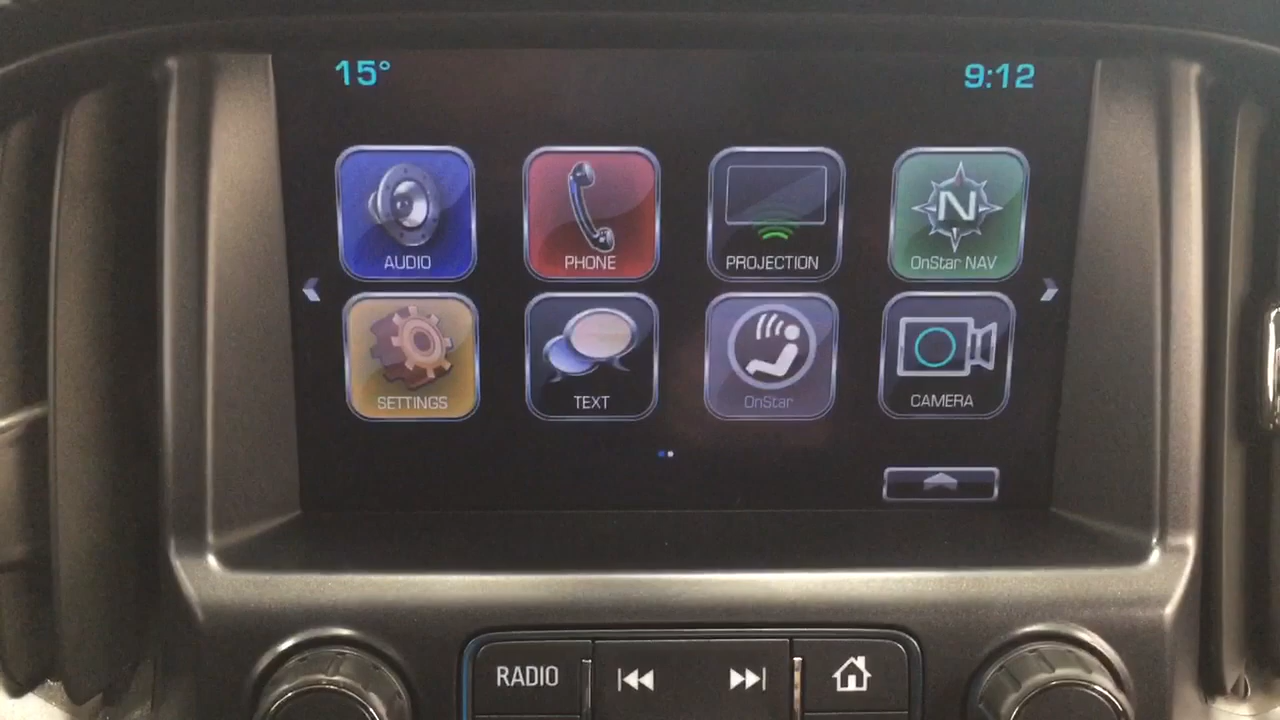 15° 9:12
AUDIO PHONE PROJECTION N OnStar NAV
SETTINGS TEXT OnStar CAMERA
RADIO